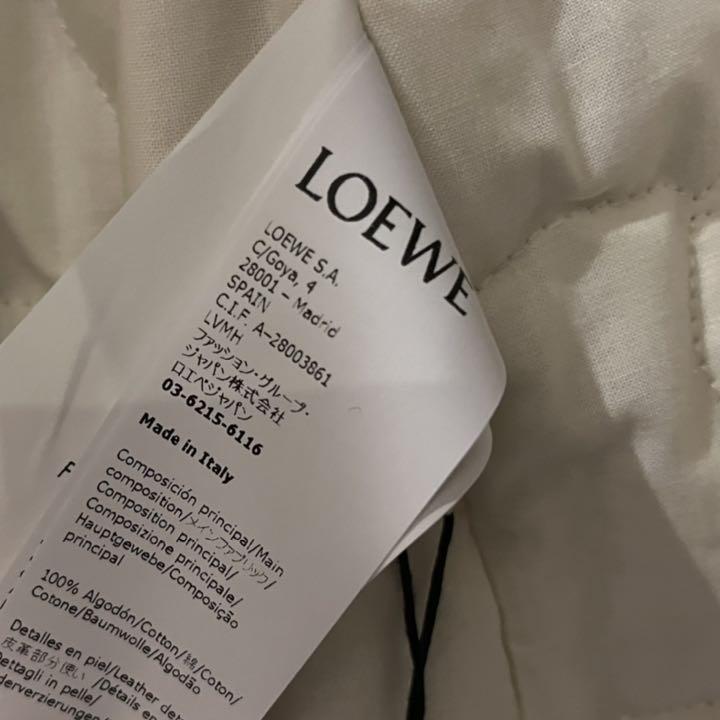 LOEWE
LOEWE S.A.
C/Goya, 4
28001 – Madrid
SPAIN
C.I.F. A-28003861
LVMH
ファッション・グループ・
ジャパン株式会社
ロエベジャパン
03-6215-6116
Made in Italy
Composición principal/Main
composition/メインファブリック/
Composition principal/
Composizione principale/
Hauptgewebe/Composição
principal
100% Algodón/Cotton/綿/Coton/
Cotone/Baumwolle/Algodão
Detalles en piel/Leather det
皮革部分使い /Détails en
Dettagli in pelle/
derverzierungen/
F